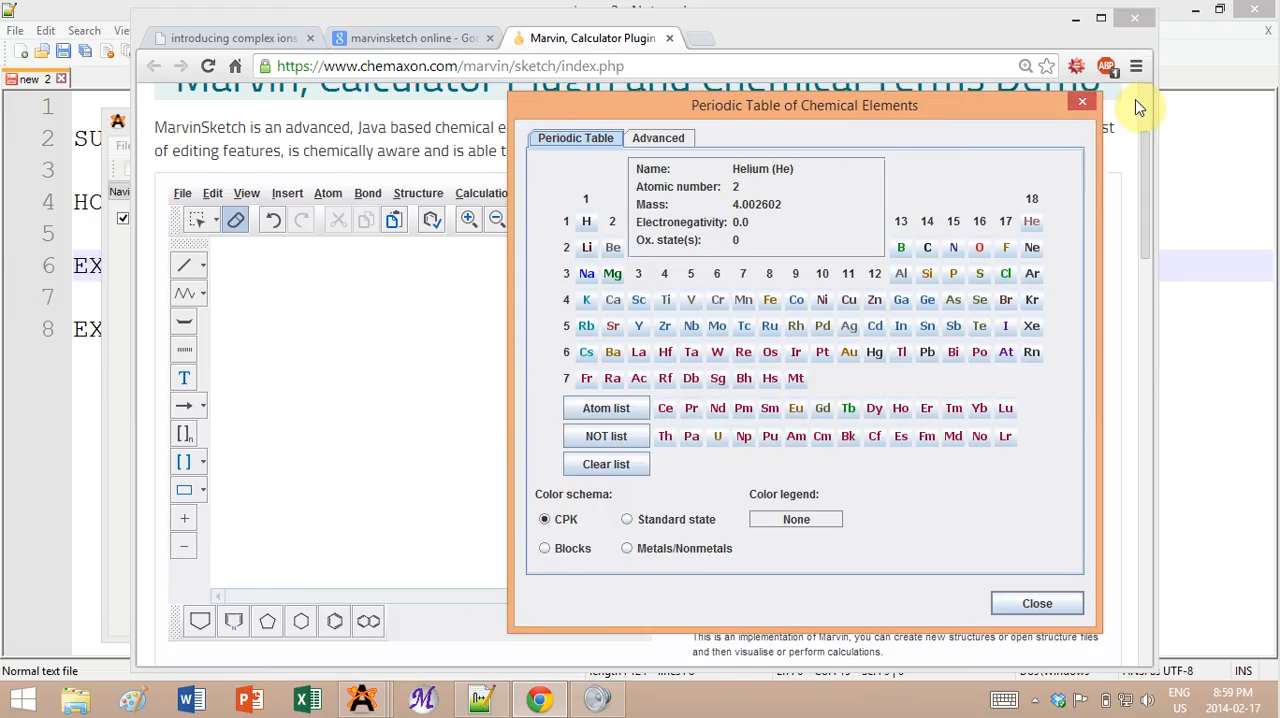 File Edit Search Vi
new 2
1
2 SU
3
4 HO
5
6 EX
7
8 EX
Normal text file
UTF-8 INS
X
File
Navi
introducing complex ions
marvinsketch online - Goo
Marvin, Calculator Plugin
https://www.chemaxon.com/marvin/sketch/index.php
ABP 1
Marvin, Calculator Plugin and Chemical Terms Demo
MarvinSketch is an advanced, Java based chemical e
st
of editing features, is chemically aware and is able t
File Edit View Insert Atom Bond Structure Calculatio
T
[]n
[ ]
Periodic Table of Chemical Elements
Periodic Table Advanced
Name: Helium (He)
Atomic number: 2
Mass: 4.002602
Electronegativity: 0.0
Ox. state(s): 0
1 18
1 H 2 13 14 15 16 17 He
2 Li Be B C N O F Ne
3 Na Mg 3 4 5 6 7 8 9 10 11 12 Al Si P S Cl Ar
4 K Ca Sc Ti V Cr Mn Fe Co Ni Cu Zn Ga Ge As Se Br Kr
5 Rb Sr Y Zr Nb Mo Tc Ru Rh Pd Ag Cd In Sn Sb Te I Xe
6 Cs Ba La Hf Ta W Re Os Ir Pt Au Hg Tl Pb Bi Po At Rn
7 Fr Ra Ac Rf Db Sg Bh Hs Mt
Atom list Ce Pr Nd Pm Sm Eu Gd Tb Dy Ho Er Tm Yb Lu
NOT list Th Pa U Np Pu Am Cm Bk Cf Es Fm Md No Lr
Clear list
Color schema: Color legend:
CPK Standard state None
Blocks Metals/Nonmetals
Close
This is an implementation of Marvin, you can create new structures or open structure files
and then visualise or perform calculations.
ENG
US
8:59 PM
2014-02-17